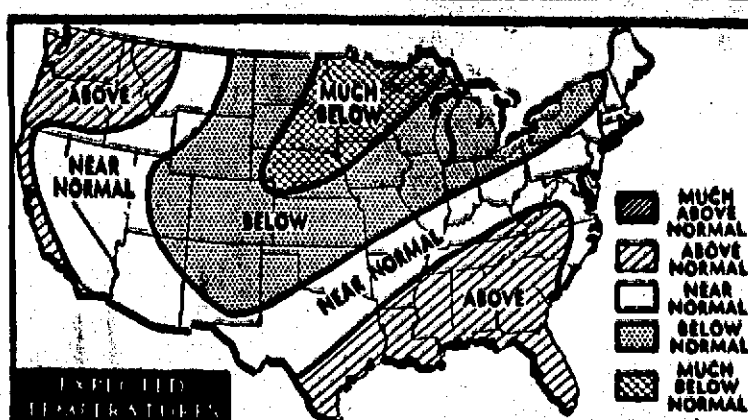 ABOVE
MUCH
BELOW
NEAR
NORMAL
BELOW
NEAR NORMAL
ABOVE
MUCH
ABOVE
NORMAL
ABOVE
NORMAL
NEAR
NORMAL
BELOW
NORMAL
MUCH
BELOW
NORMAL
EXPECTED
TEMPERATURES